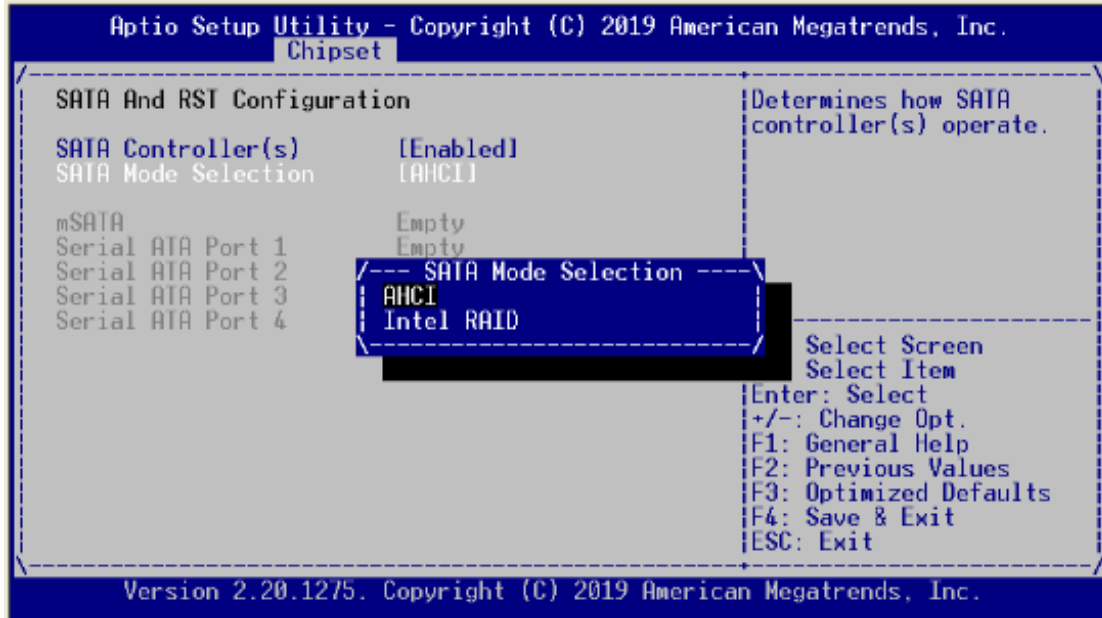 Aptio Setup Utility - Copyright (C) 2019 American Megatrends, Inc.
Chipset
SATA And RST Configuration
SATA Controller(s) [Enabled]
SATA Mode Selection [AHCI]
mSATA Empty
Serial ATA Port 1 Empty
Serial ATA Port 2
Serial ATA Port 3
Serial ATA Port 4
SATA Mode Selection
AHCI
Intel RAID
Determines how SATA
controller(s) operate.
Select Screen
Select Item
Enter: Select
+/-: Change Opt.
F1: General Help
F2: Previous Values
F3: Optimized Defaults
F4: Save & Exit
ESC: Exit
Version 2.20.1275. Copyright (C) 2019 American Megatrends, Inc.